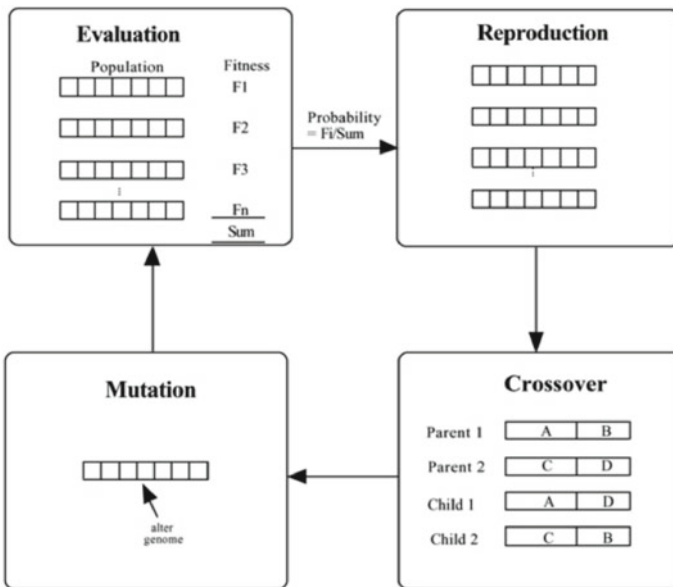 Evaluation
Population Fitness
F1
F2
F3
Fn
Sum
Probability
= Fi/Sum
Reproduction
Crossover
Parent 1 A B
Parent 2 C D
Child 1 A D
Child 2 C B
Mutation
alter
genome